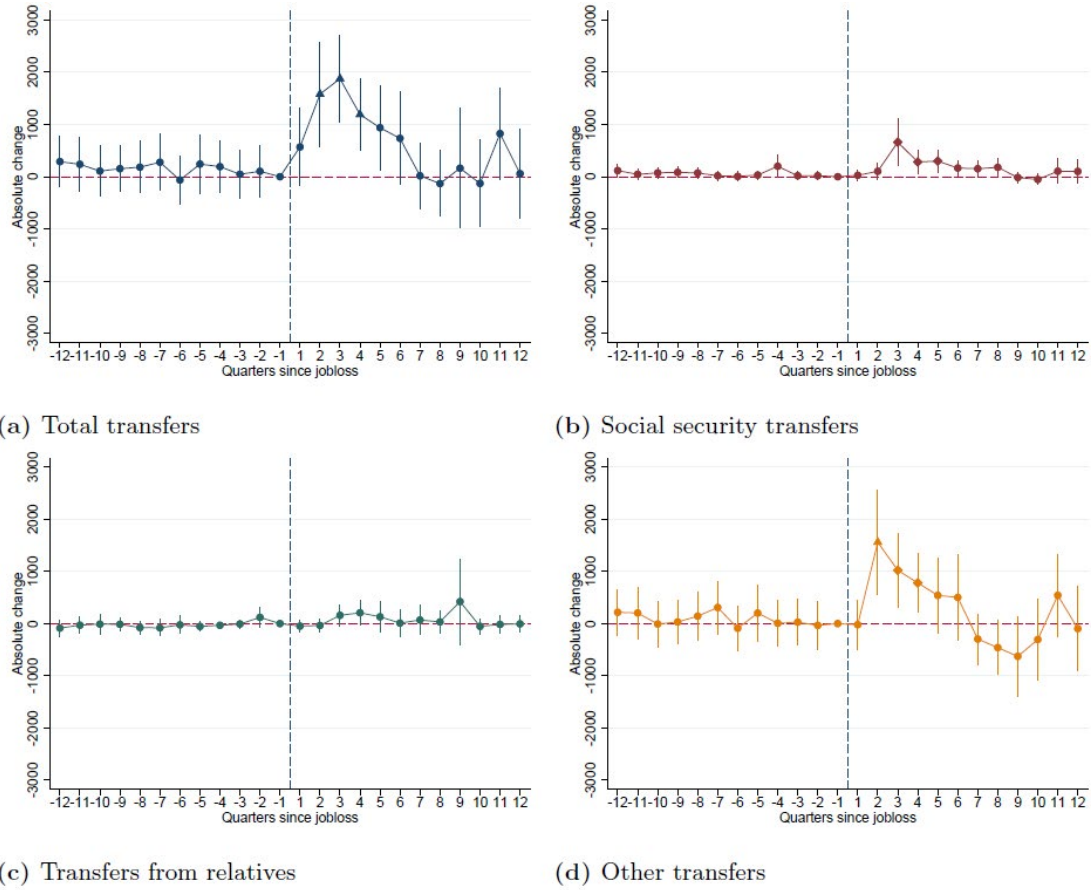 3000
2000
1000
0
-1000
-2000
-3000
Absolute change
-12 -11 -10 -9 -8 -7 -6 -5 -4 -3 -2 -1 1 2 3 4 5 6 7 8 9 10 11 12
Quarters since jobloss
(a) Total transfers
3000
2000
1000
0
-1000
-2000
-3000
Absolute change
-12 -11 -10 -9 -8 -7 -6 -5 -4 -3 -2 -1 1 2 3 4 5 6 7 8 9 10 11 12
Quarters since jobloss
(b) Social security transfers
3000
2000
1000
0
-1000
-2000
-3000
Absolute change
-12 -11 -10 -9 -8 -7 -6 -5 -4 -3 -2 -1 1 2 3 4 5 6 7 8 9 10 11 12
Quarters since jobloss
(c) Transfers from relatives
3000
2000
1000
0
-1000
-2000
-3000
Absolute change
-12 -11 -10 -9 -8 -7 -6 -5 -4 -3 -2 -1 1 2 3 4 5 6 7 8 9 10 11 12
Quarters since jobloss
(d) Other transfers